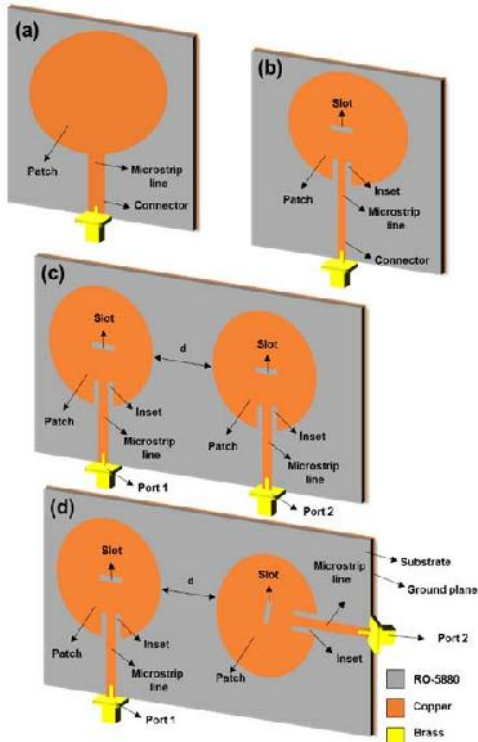 (a)
Patch
Microstrip
line
Connector
(b)
Slot
Patch
Inset
Microstrip
line
Connector
(c)
Slot
d
Slot
Patch
Inset
Microstrip
line
Port 1
Patch
Inset
Microstrip
line
Port 2
(d)
Slot
d
Slot
Microstrip
line
Substrate
Ground plane
Port 2
Patch
Inset
Microstrip
line
Port 1
Patch
Inset
RO-5880
Copper
Brass